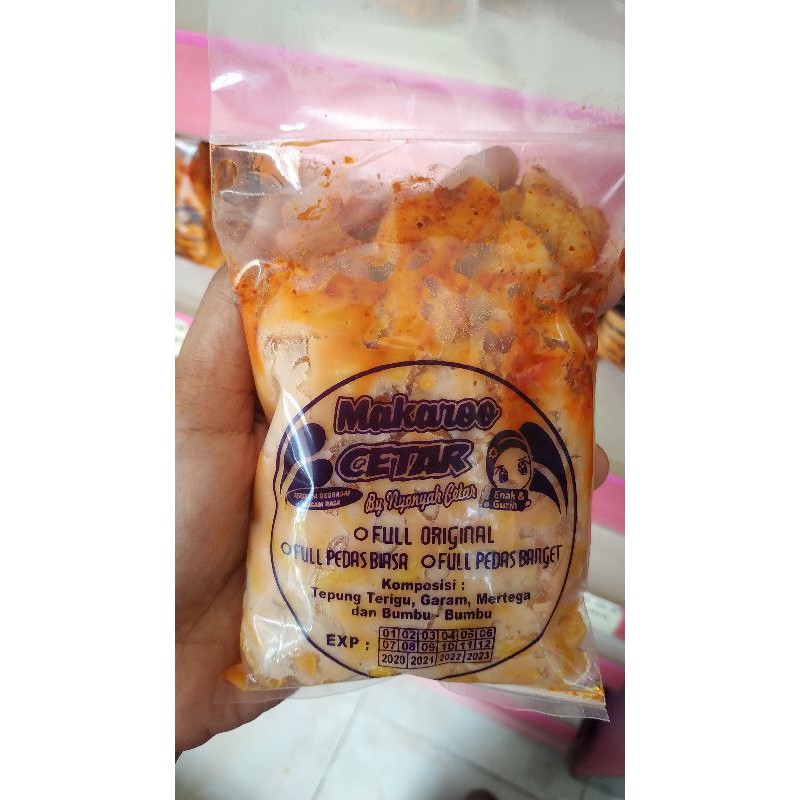 Makaroo
CETAR
By Nyonyah Cetar
Enak &
Gurih
FULL ORIGINAL
FULL PEDAS BIASA FULL PEDAS BANGET
Komposisi :
Tepung Terigu, Garam, Mertega
dan Bumbu - Bumbu
EXP : 01 02 03 04 05 06
07 08 09 10 11 12
2020 2021 2022 2023